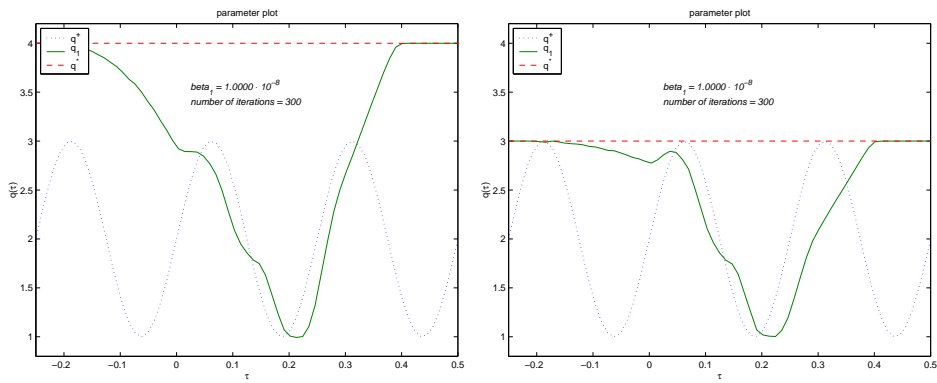 parameter plot
4
3.5
3
2.5
2
1.5
1
q(τ)
q⁺
q₁
q*
beta₁ = 1.0000 · 10⁻⁸
number of iterations = 300
−0.2 −0.1 0 0.1 0.2 0.3 0.4 0.5
τ
parameter plot
4
3.5
3
2.5
2
1.5
1
q(τ)
q⁺
q₁
q*
beta₁ = 1.0000 · 10⁻⁸
number of iterations = 300
−0.2 −0.1 0 0.1 0.2 0.3 0.4 0.5
τ